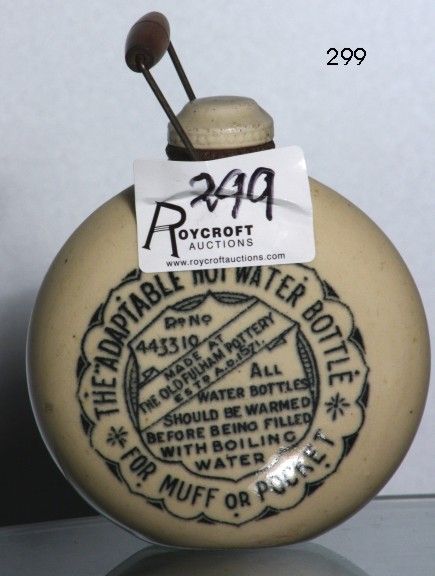 299
299
ROYCROFT
AUCTIONS
www.roycroftauctions.com
THE "ADAPTABLE HOT WATER BOTTLE
FOR MUFF OR POCKET
RD NO
443310
MADE AT
THE OLD FULHAM POTTERY
ESTD A.D. 1571.
ALL
WATER BOTTLES
SHOULD BE WARMED
BEFORE BEING FILLED
WITH BOILING
WATER